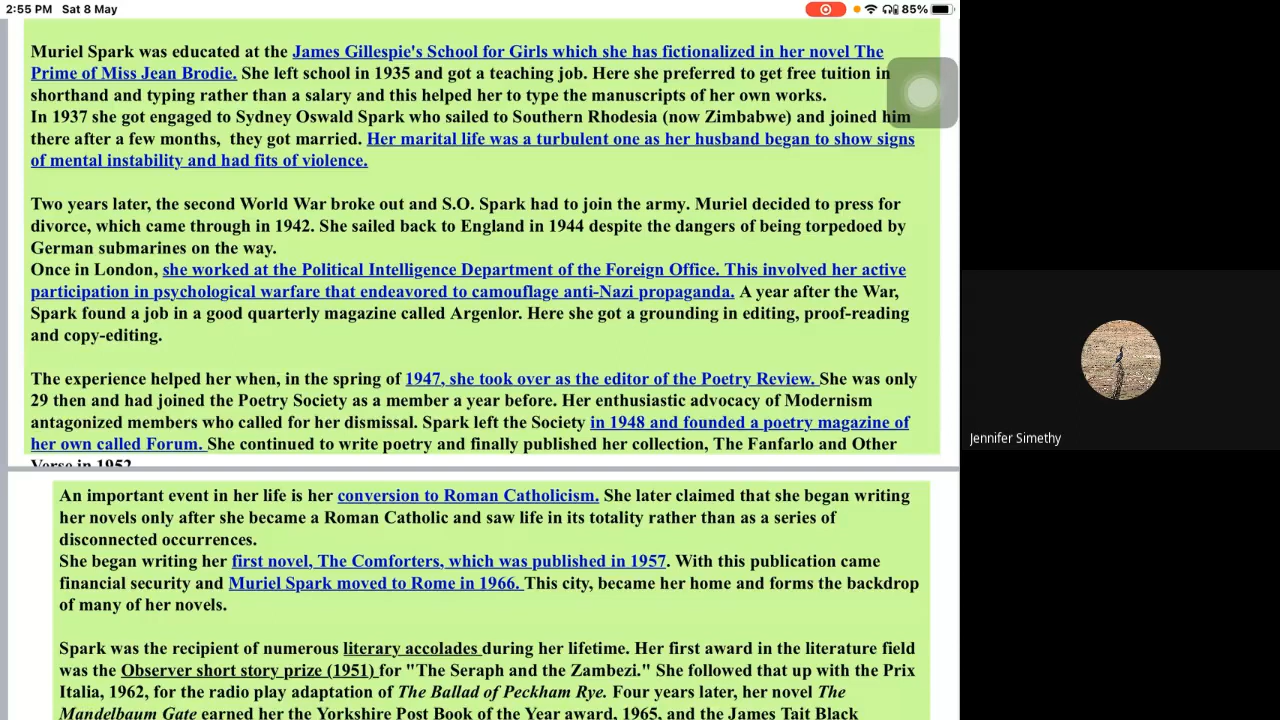 2:55 PM Sat 8 May
85%
Muriel Spark was educated at the James Gillespie's School for Girls which she has fictionalized in her novel The
Prime of Miss Jean Brodie. She left school in 1935 and got a teaching job. Here she preferred to get free tuition in
shorthand and typing rather than a salary and this helped her to type the manuscripts of her own works.
In 1937 she got engaged to Sydney Oswald Spark who sailed to Southern Rhodesia (now Zimbabwe) and joined him
there after a few months, they got married. Her marital life was a turbulent one as her husband began to show signs
of mental instability and had fits of violence.
Two years later, the second World War broke out and S.O. Spark had to join the army. Muriel decided to press for
divorce, which came through in 1942. She sailed back to England in 1944 despite the dangers of being torpedoed by
German submarines on the way.
Once in London, she worked at the Political Intelligence Department of the Foreign Office. This involved her active
participation in psychological warfare that endeavored to camouflage anti-Nazi propaganda. A year after the War,
Spark found a job in a good quarterly magazine called Argenlor. Here she got a grounding in editing, proof-reading
and copy-editing.
The experience helped her when, in the spring of 1947, she took over as the editor of the Poetry Review. She was only
29 then and had joined the Poetry Society as a member a year before. Her enthusiastic advocacy of Modernism
antagonized members who called for her dismissal. Spark left the Society in 1948 and founded a poetry magazine of
her own called Forum. She continued to write poetry and finally published her collection, The Fanfarlo and Other
Verse in 1952
An important event in her life is her conversion to Roman Catholicism. She later claimed that she began writing
her novels only after she became a Roman Catholic and saw life in its totality rather than as a series of
disconnected occurrences.
She began writing her first novel, The Comforters, which was published in 1957. With this publication came
financial security and Muriel Spark moved to Rome in 1966. This city, became her home and forms the backdrop
of many of her novels.
Spark was the recipient of numerous literary accolades during her lifetime. Her first award in the literature field
was the Observer short story prize (1951) for "The Seraph and the Zambezi." She followed that up with the Prix
Italia, 1962, for the radio play adaptation of The Ballad of Peckham Rye. Four years later, her novel The
Mandelbaum Gate earned her the Yorkshire Post Book of the Year award, 1965, and the James Tait Black
Jennifer Simethy